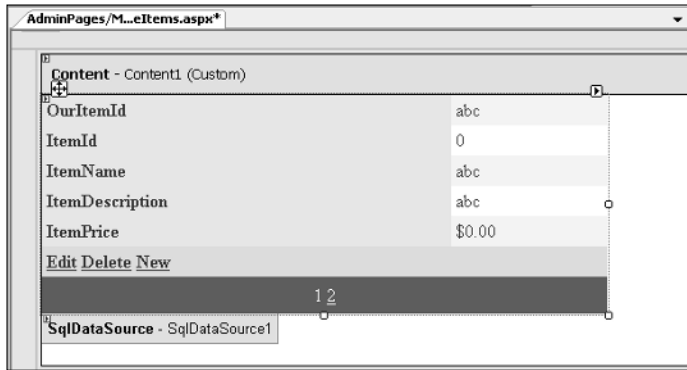 AdminPages/M...eItems.aspx*
Content - Content1 (Custom)
OurItemId abc
ItemId 0
ItemName abc
ItemDescription abc
ItemPrice $0.00
Edit Delete New
1 2
SqlDataSource - SqlDataSource1